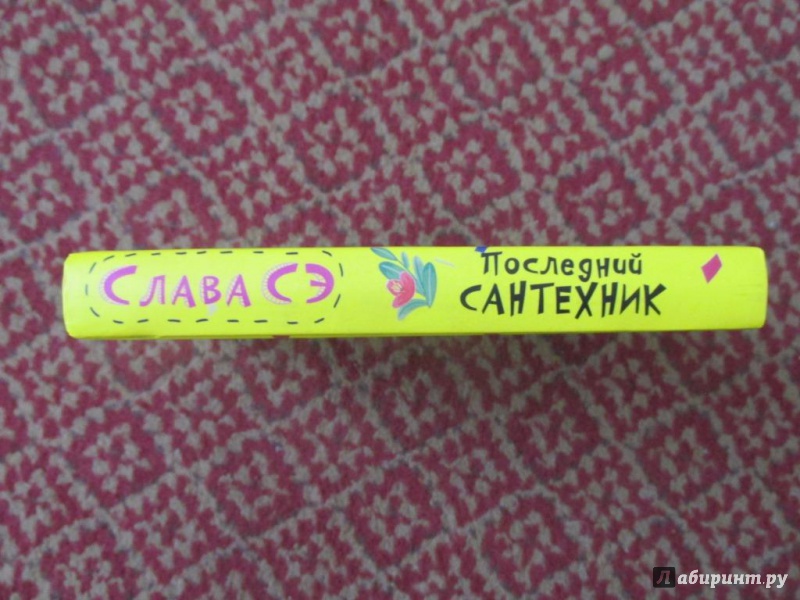 Слава Сэ
Последний
САНТЕХНИК
Лабиринт.ру